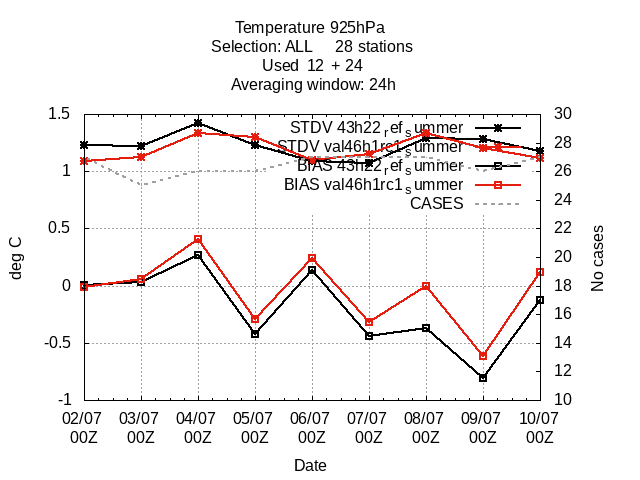 Temperature 925hPa
Selection: ALL 28 stations
Used 12 + 24
Averaging window: 24h
STDV 43h22_ref_summer
STDV val46h1rc1_summer
BIAS 43h22_ref_summer
BIAS val46h1rc1_summer
CASES
1.5
1
0.5
0
-0.5
-1
deg C
30
28
26
24
22
20
18
16
14
12
10
No cases
02/07 03/07 04/07 05/07 06/07 07/07 08/07 09/07 10/07
00Z 00Z 00Z 00Z 00Z 00Z 00Z 00Z 00Z
Date